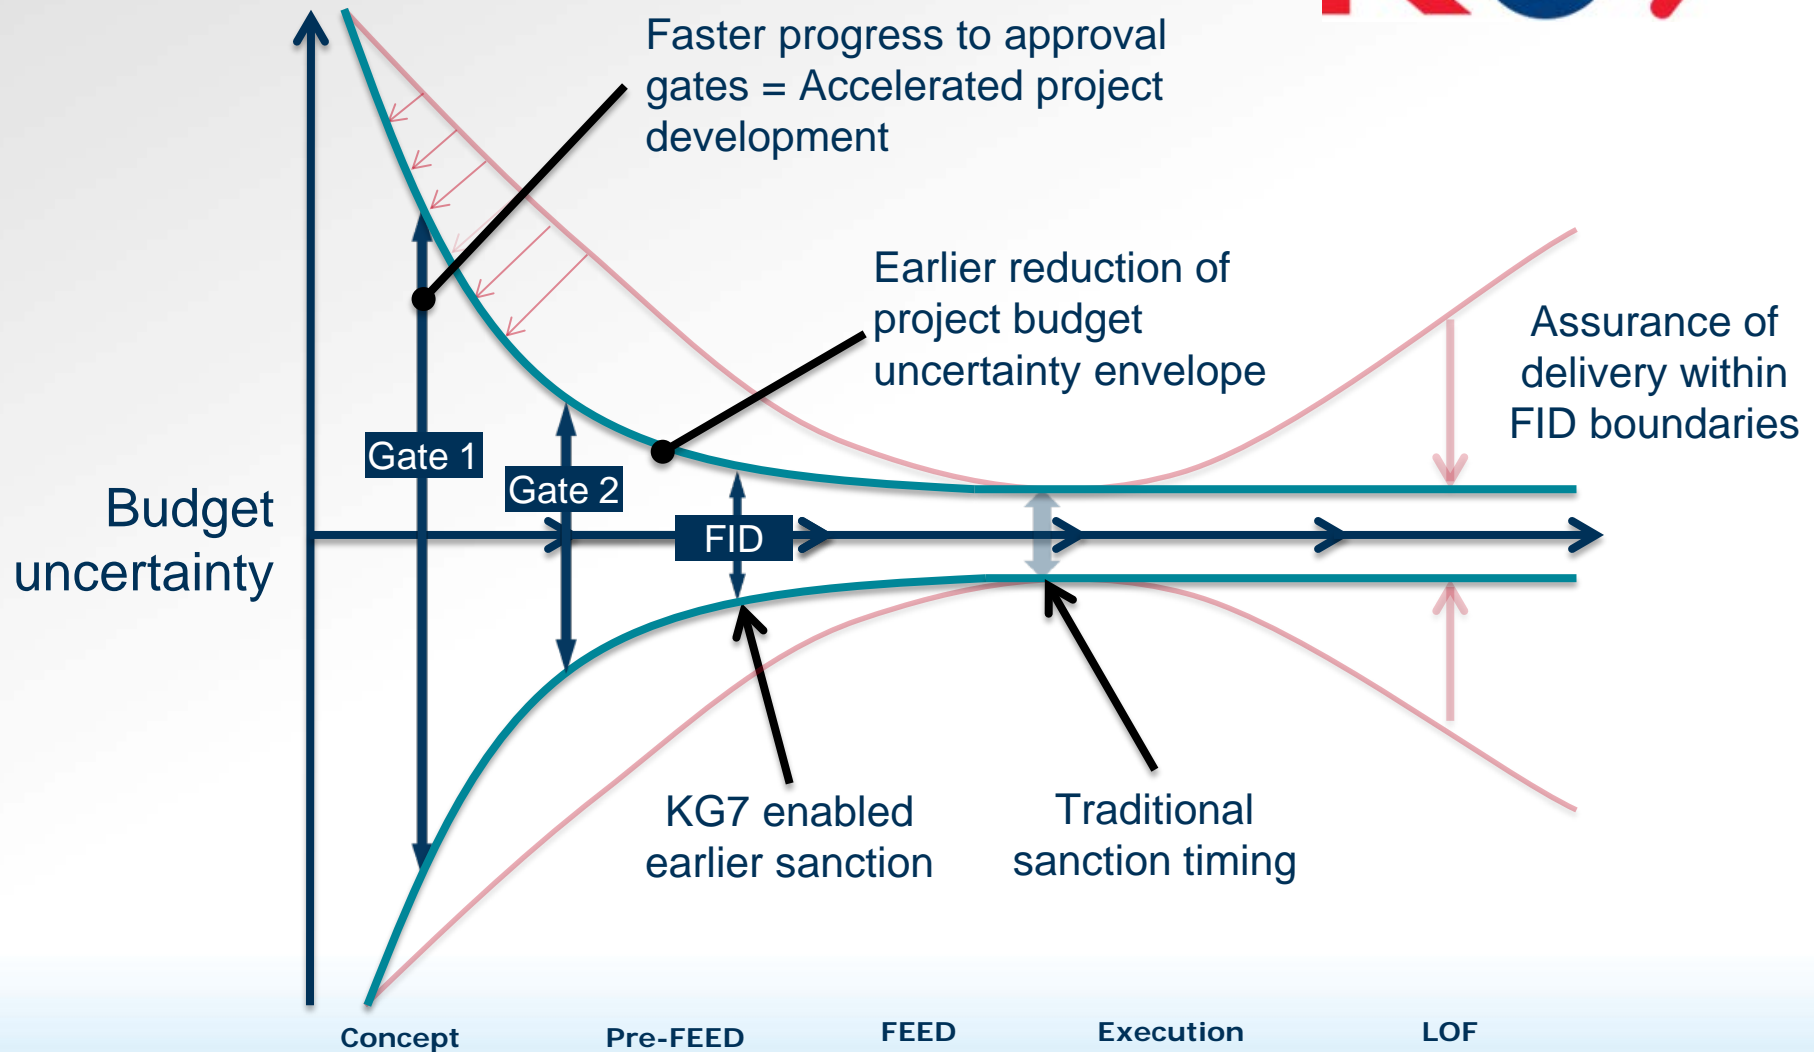 Faster progress to approval
gates = Accelerated project
development
Earlier reduction of
project budget
uncertainty envelope
Assurance of
delivery within
FID boundaries
Gate 1
Gate 2
FID
Budget
uncertainty
KG7 enabled
earlier sanction
Traditional
sanction timing
Concept
Pre-FEED
FEED
Execution
LOF